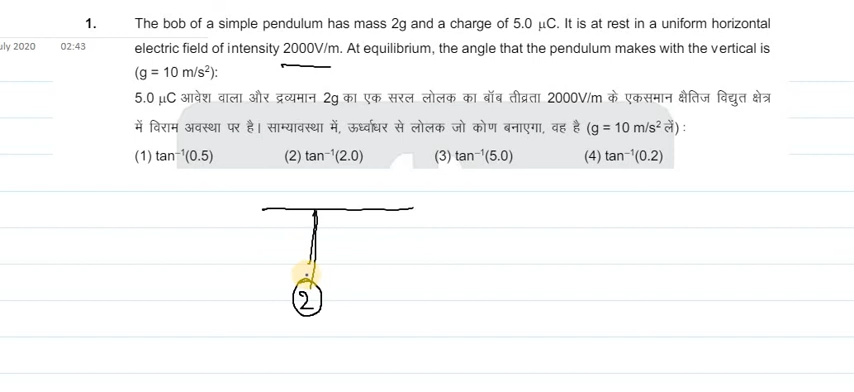 1. The bob of a simple pendulum has mass 2g and a charge of 5.0 μC. It is at rest in a uniform horizontal
uly 2020 02:43 electric field of intensity 2000V/m. At equilibrium, the angle that the pendulum makes with the vertical is
(g = 10 m/s²):
5.0 μC आवेश वाला और द्रव्यमान 2g का एक सरल लोलक का बॉब तीव्रता 2000V/m के एकसमान क्षैतिज विद्युत क्षेत्र
में विराम अवस्था पर है। साम्यावस्था में, ऊर्ध्वाधर से लोलक जो कोण बनाएगा, वह है (g = 10 m/s² लें) :
(1) tan⁻¹(0.5) (2) tan⁻¹(2.0) (3) tan⁻¹(5.0) (4) tan⁻¹(0.2)
2